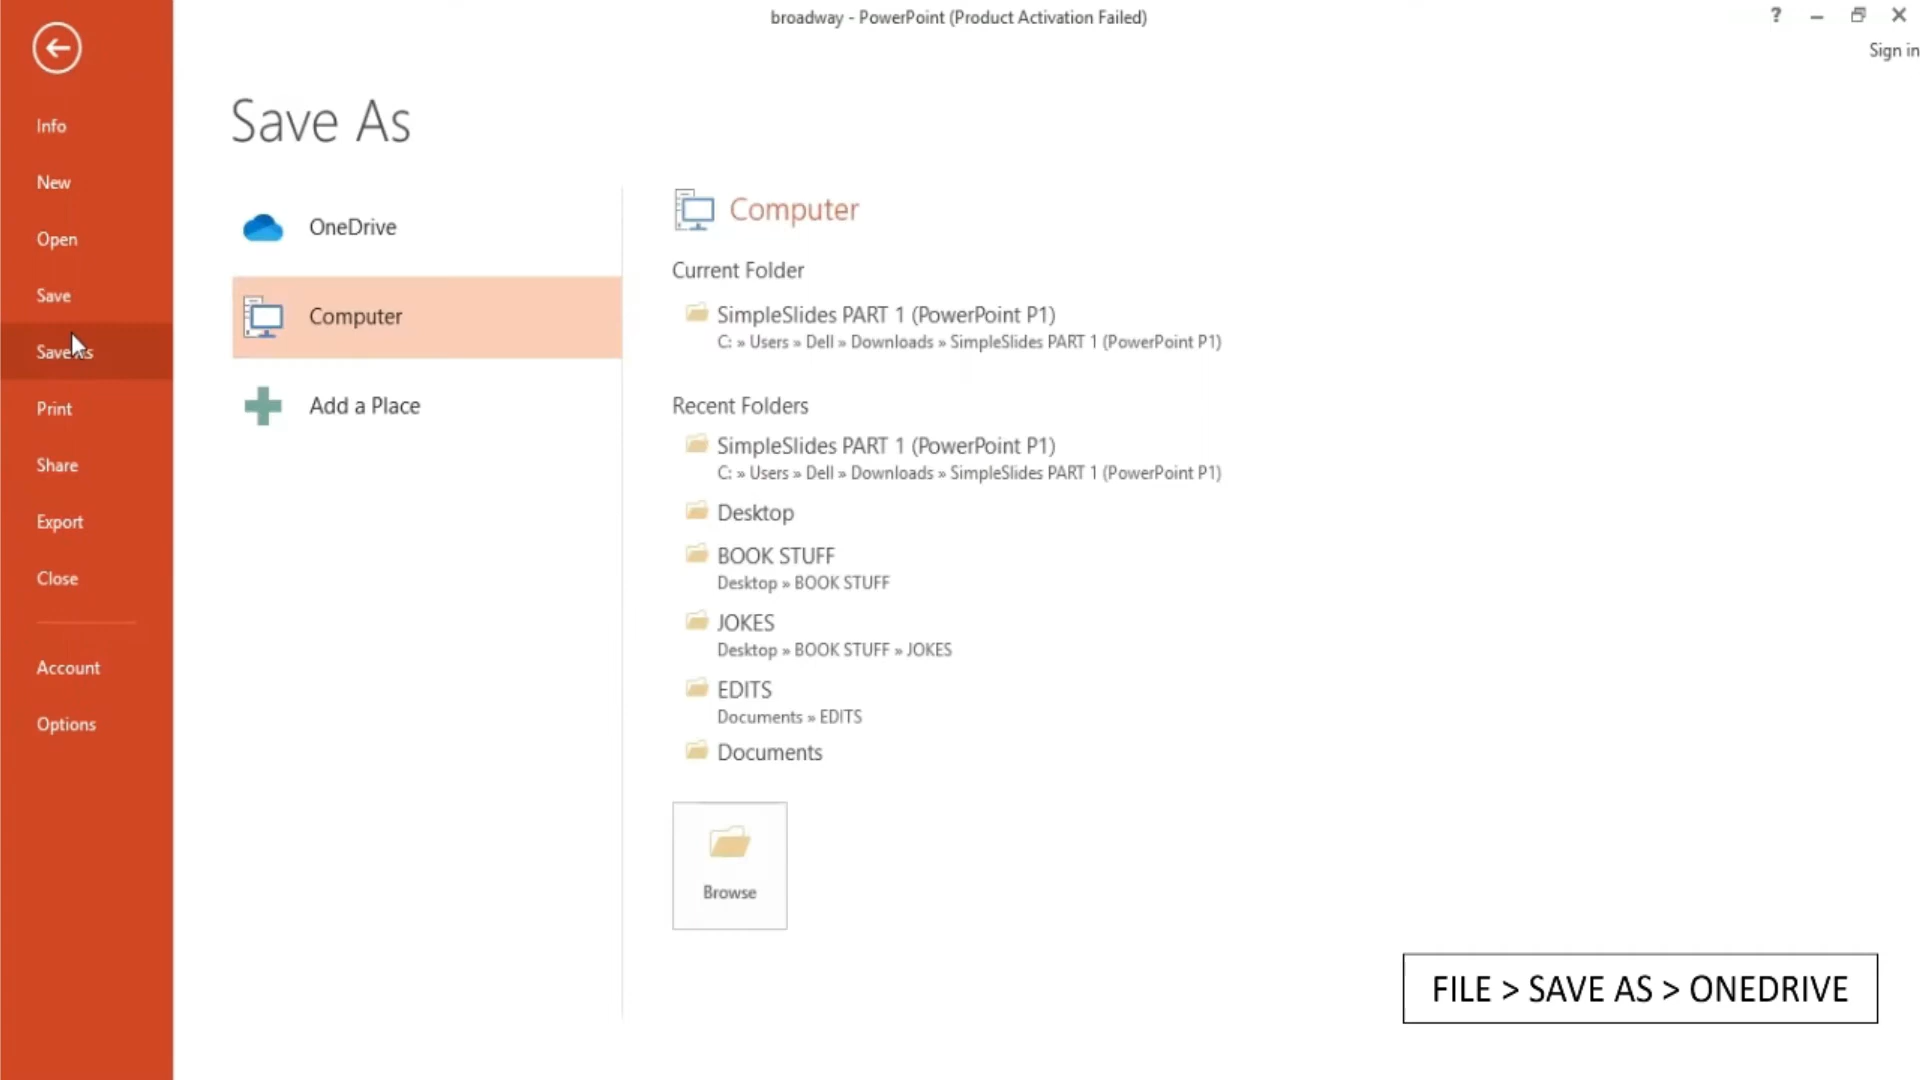 broadway - PowerPoint (Product Activation Failed)
?
Sign in
Info
New
Open
Save
Save As
Print
Share
Export
Close
Account
Options
Save As
OneDrive
Computer
Add a Place
Computer
Current Folder
SimpleSlides PART 1 (PowerPoint P1)
C: » Users » Dell » Downloads » SimpleSlides PART 1 (PowerPoint P1)
Recent Folders
SimpleSlides PART 1 (PowerPoint P1)
C: » Users » Dell » Downloads » SimpleSlides PART 1 (PowerPoint P1)
Desktop
BOOK STUFF
Desktop » BOOK STUFF
JOKES
Desktop » BOOK STUFF » JOKES
EDITS
Documents » EDITS
Documents
Browse
FILE > SAVE AS > ONEDRIVE